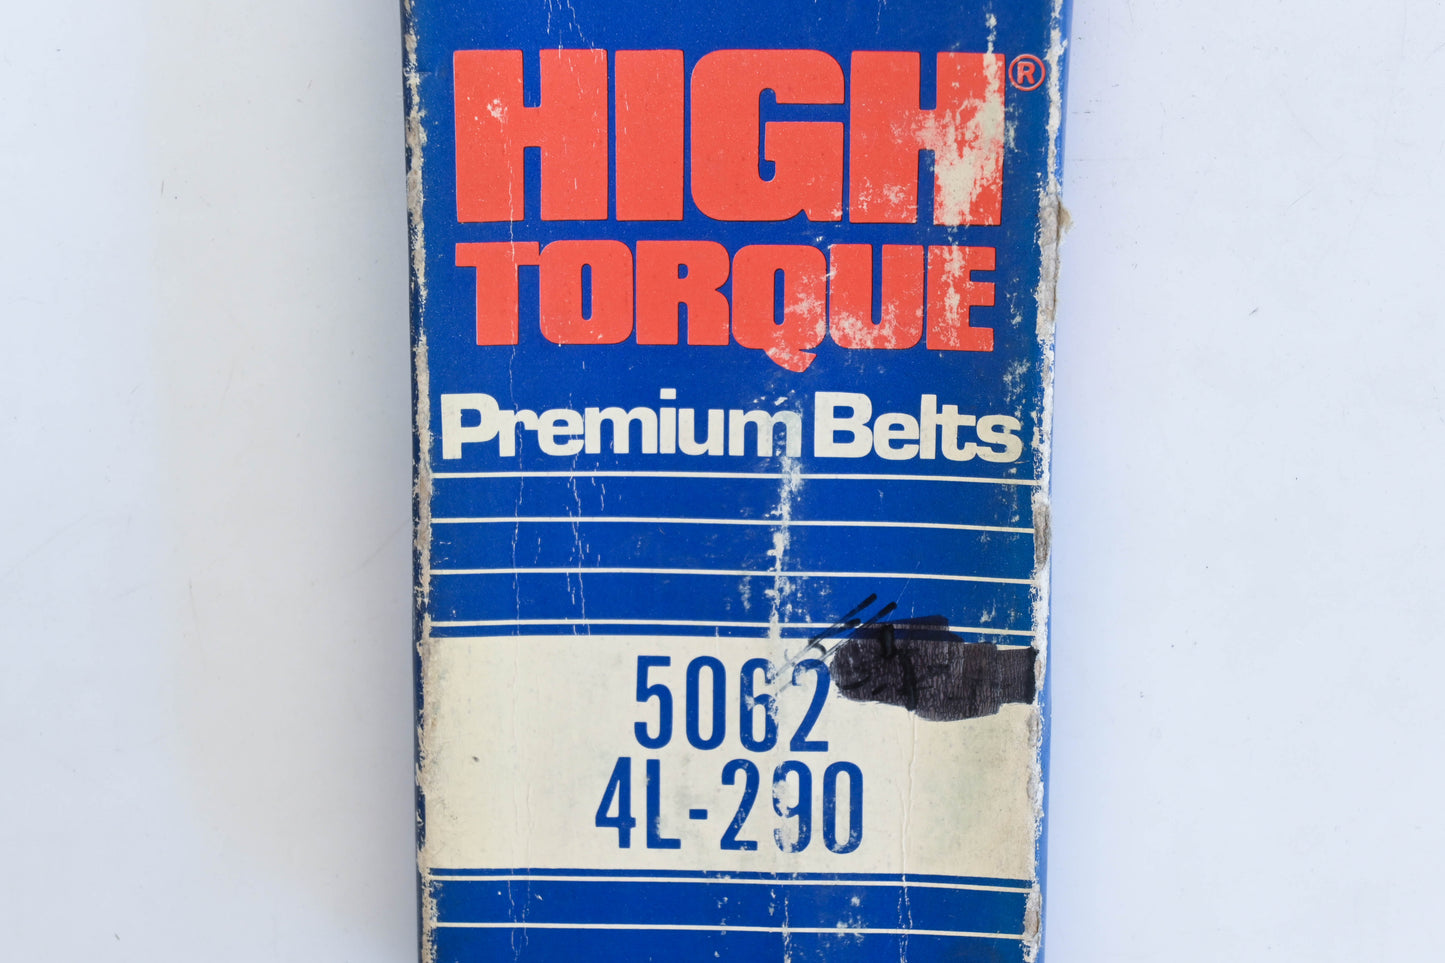 HIGH®
TORQUE
Premium Belts
5062
4L-290